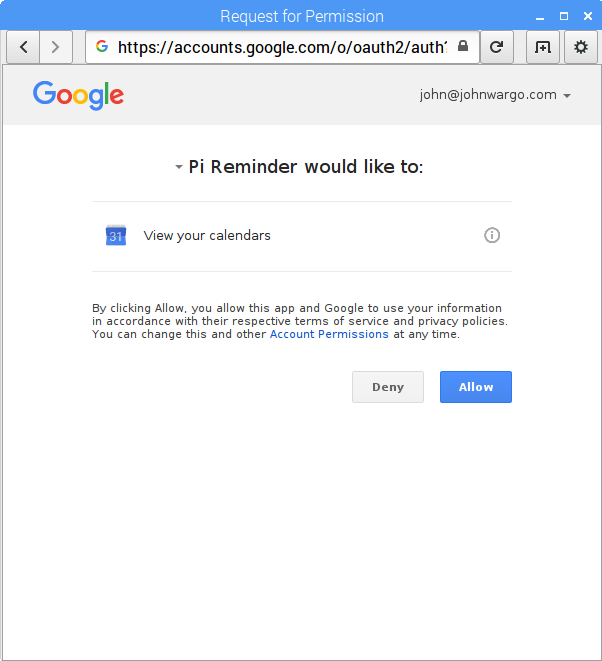 Request for Permission
https://accounts.google.com/o/oauth2/auth?
Google
john@johnwargo.com
Pi Reminder would like to:
31
View your calendars
By clicking Allow, you allow this app and Google to use your information
in accordance with their respective terms of service and privacy policies.
You can change this and other Account Permissions at any time.
Deny
Allow